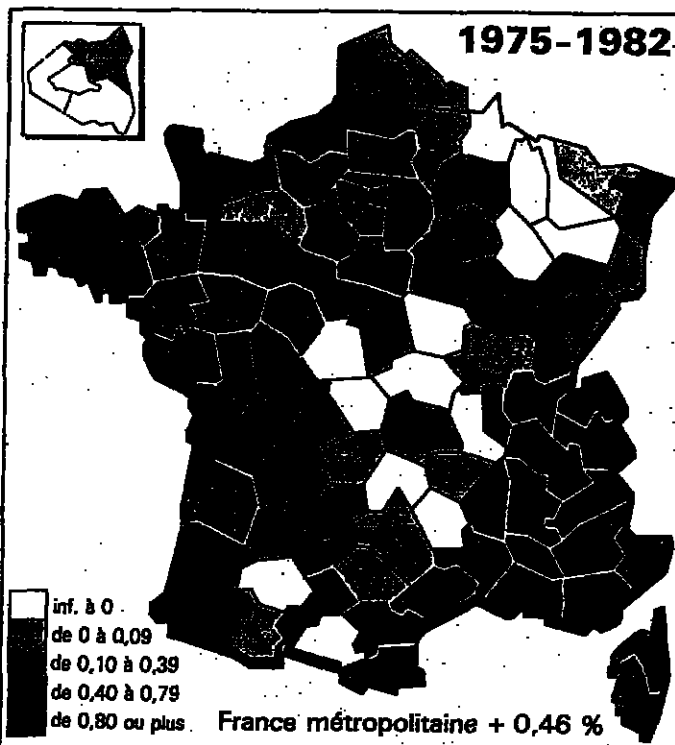 1975-1982
inf. à 0
de 0 à 0,09
de 0,10 à 0,39
de 0,40 à 0,79
de 0,80 ou plus
France métropolitaine + 0,46 %